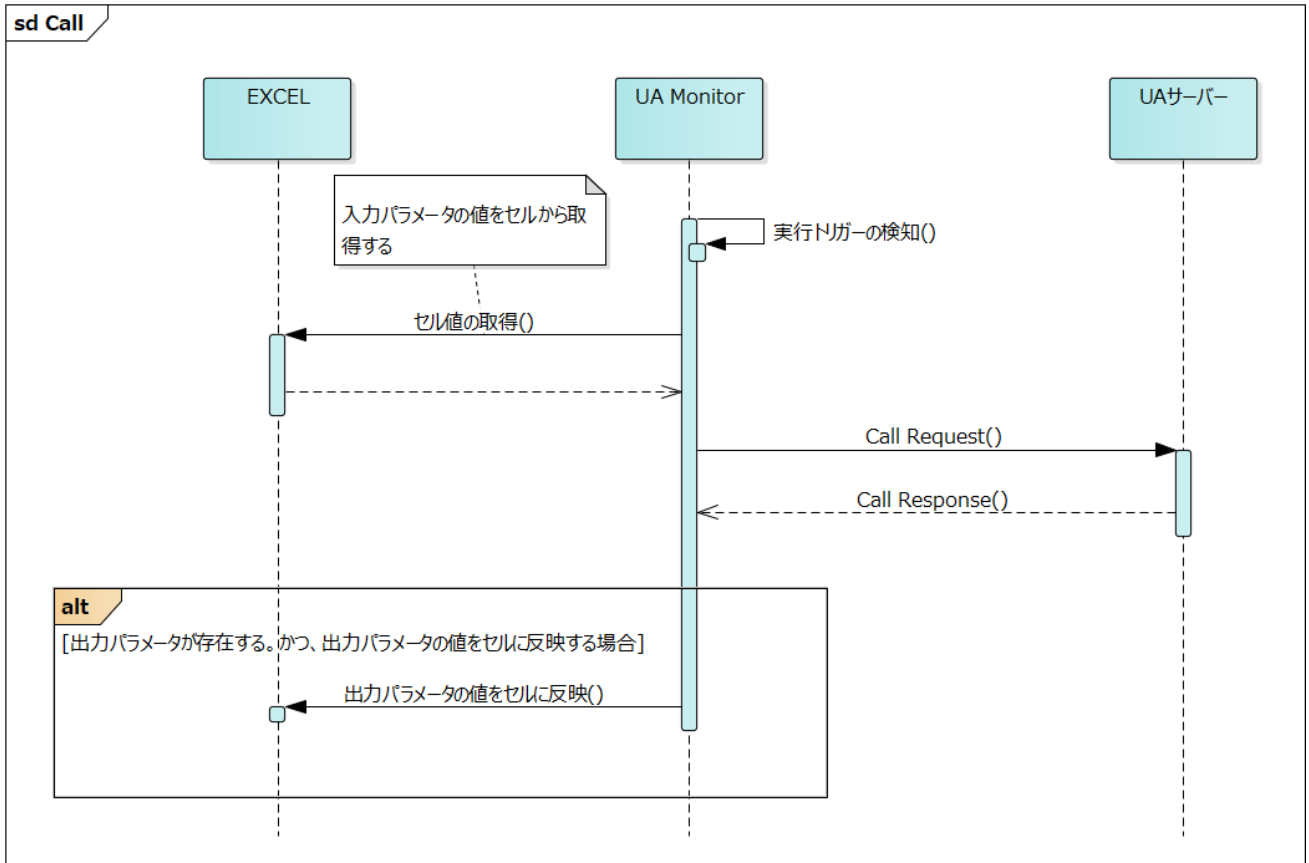 sd Call
EXCEL
UA Monitor
UAサーバー
入力パラメータの値をセルから取
得する
実行トリガーの検知()
セル値の取得()
Call Request()
Call Response()
alt
[出力パラメータが存在する。かつ、出力パラメータの値をセルに反映する場合]
出力パラメータの値をセルに反映()